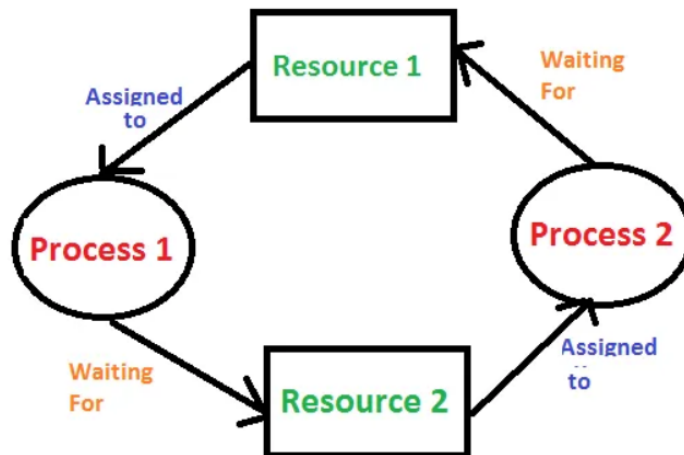 Resource 1
Waiting
For
Assigned
to
Process 1
Process 2
Waiting
For
Resource 2
Assigned
to